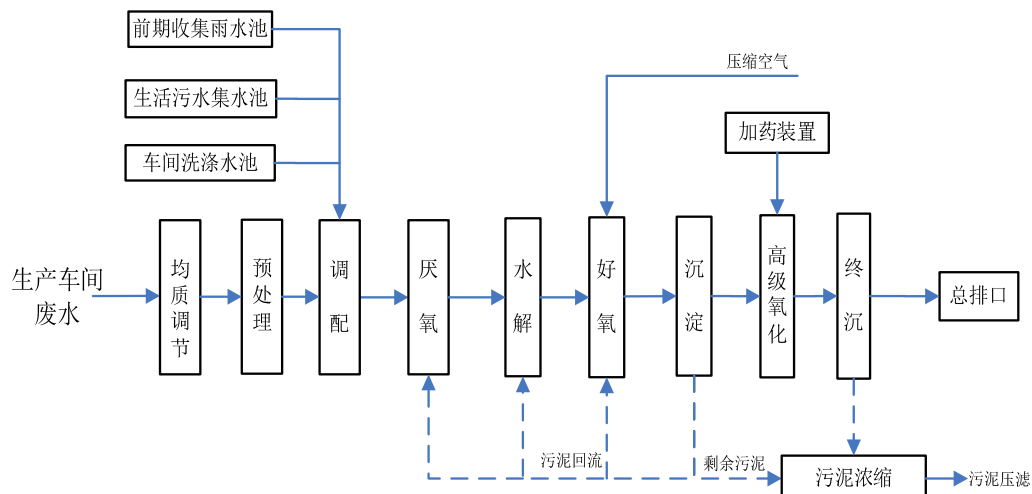 前期收集雨水池
压缩空气
生活污水集水池
加药装置
车间洗涤水池
生产车间
废水
均质调节
预处理
调配
厌氧
水解
好氧
沉淀
高级氧化
终沉
总排口
污泥回流
剩余污泥
污泥浓缩
污泥压滤